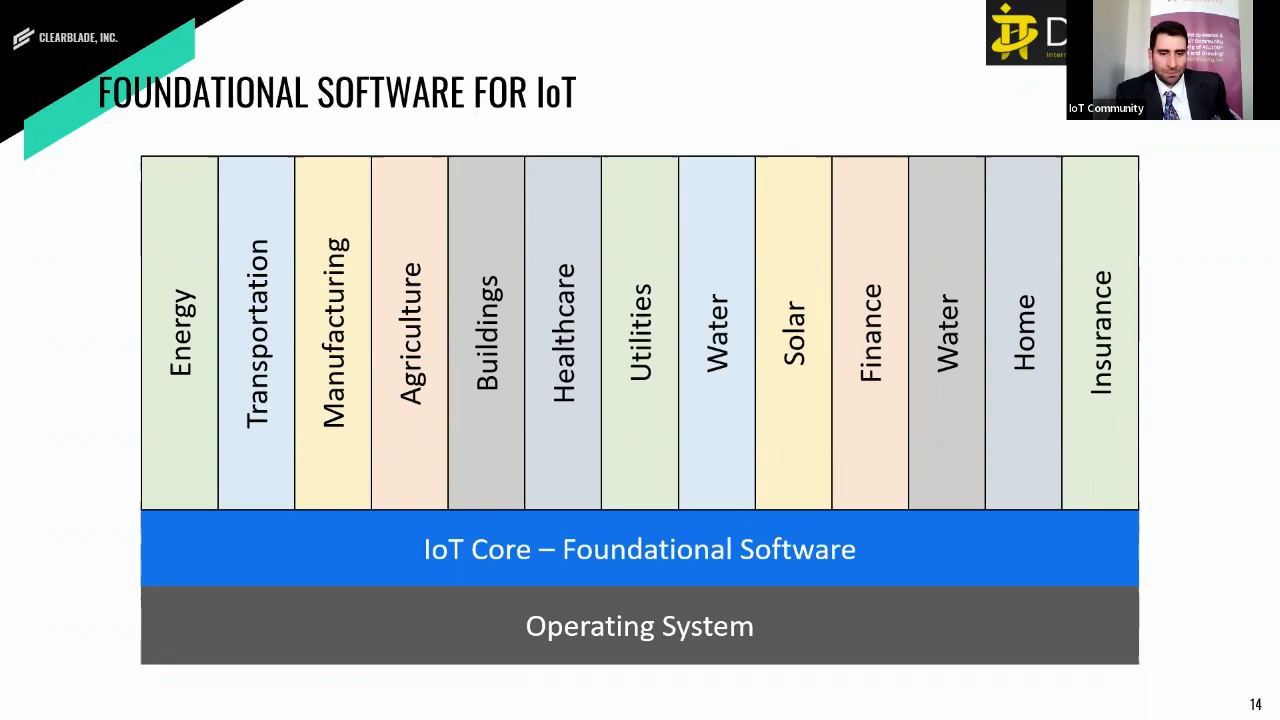 CLEARBLADE, INC.
FOUNDATIONAL SOFTWARE FOR IoT
IoT Community
Energy
Transportation
Manufacturing
Agriculture
Buildings
Healthcare
Utilities
Water
Solar
Finance
Water
Home
Insurance
IoT Core – Foundational Software
Operating System
14